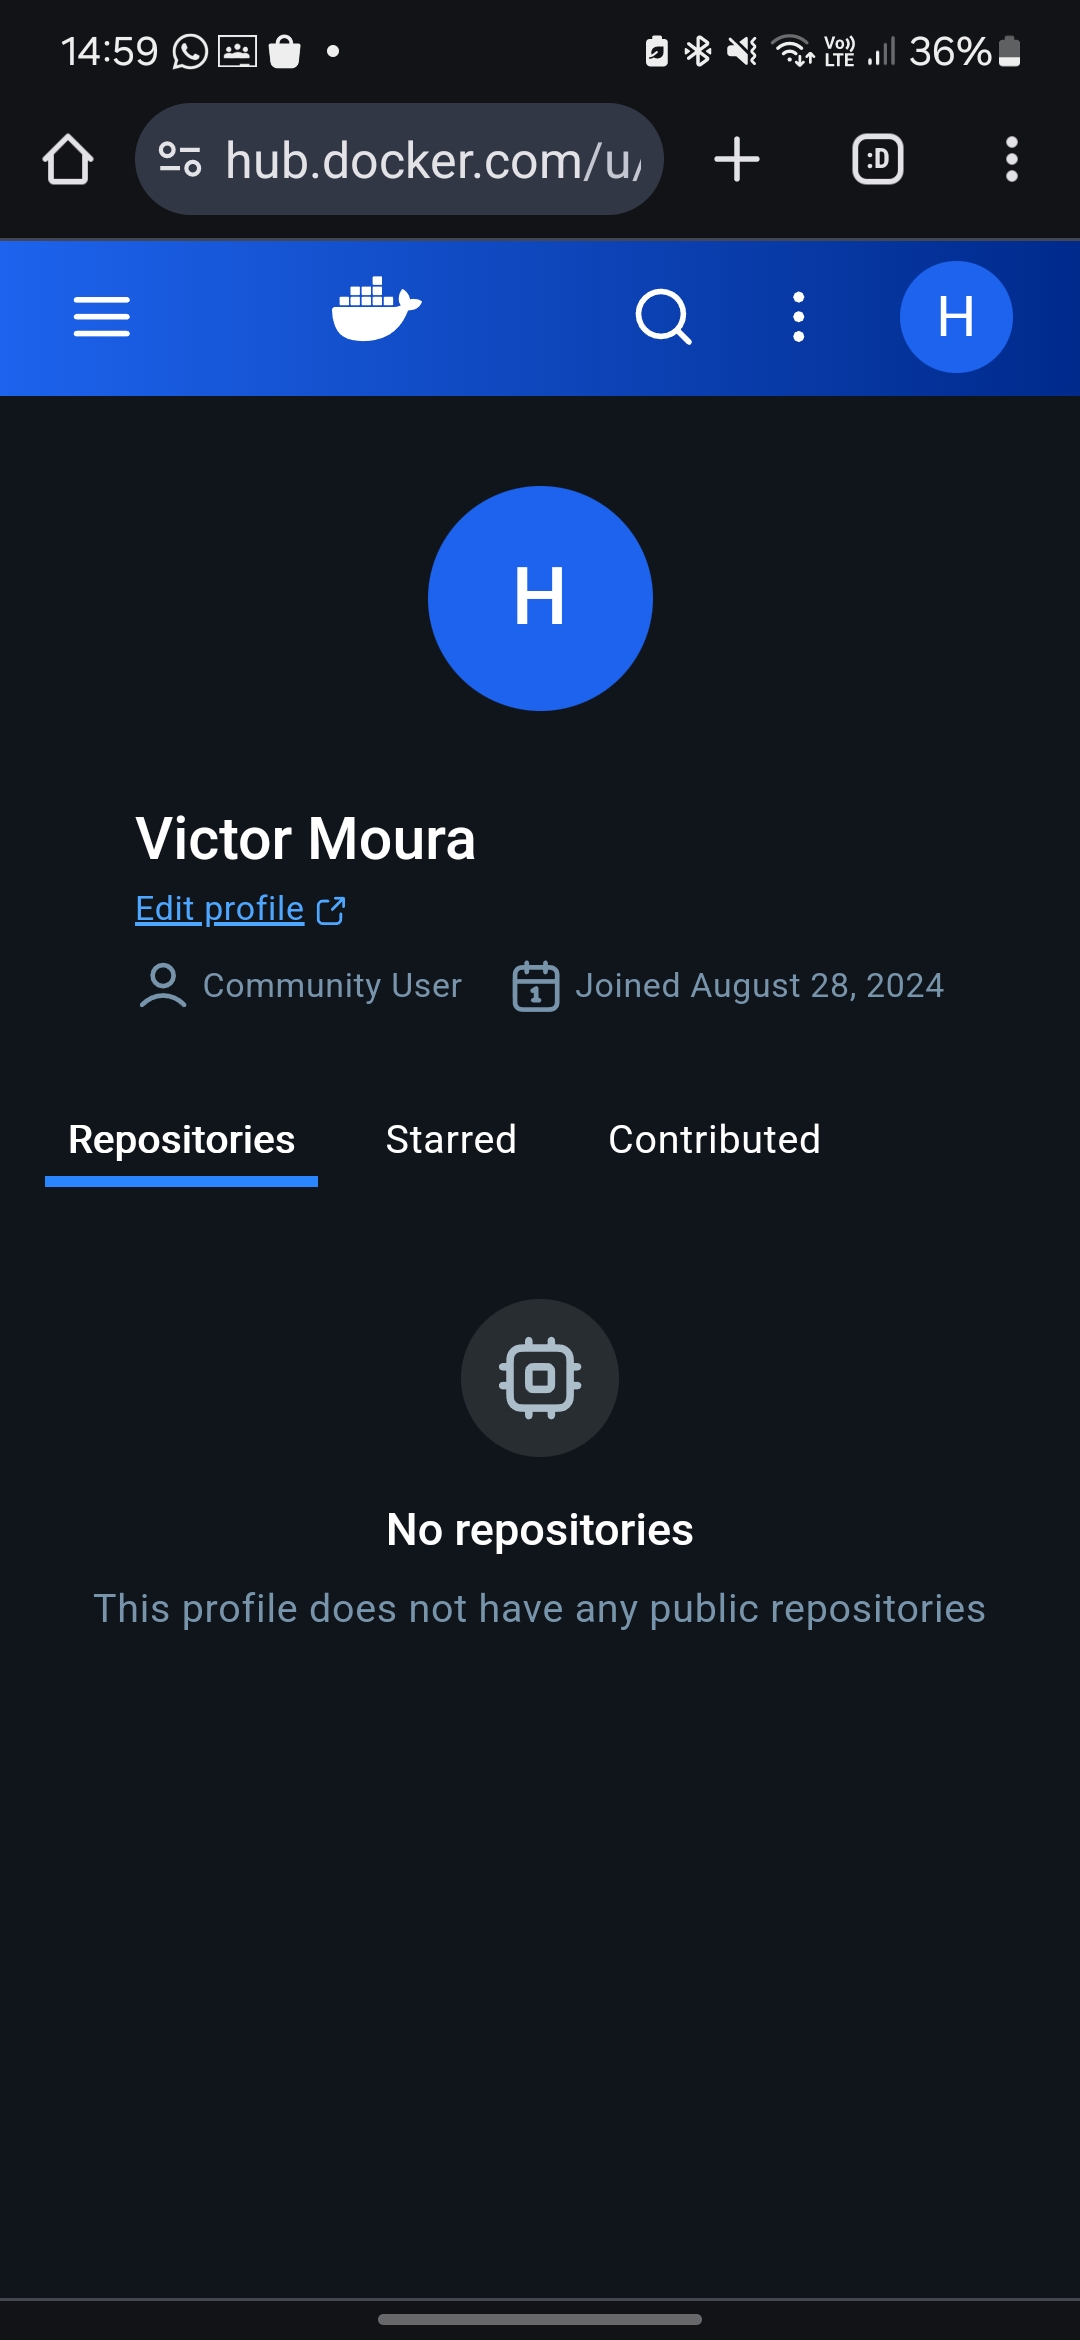 14:59
Vo)) LTE
36%
hub.docker.com/u/
:D
H
H
Victor Moura
Edit profile
Community User
1
Joined August 28, 2024
Repositories Starred Contributed
No repositories
This profile does not have any public repositories